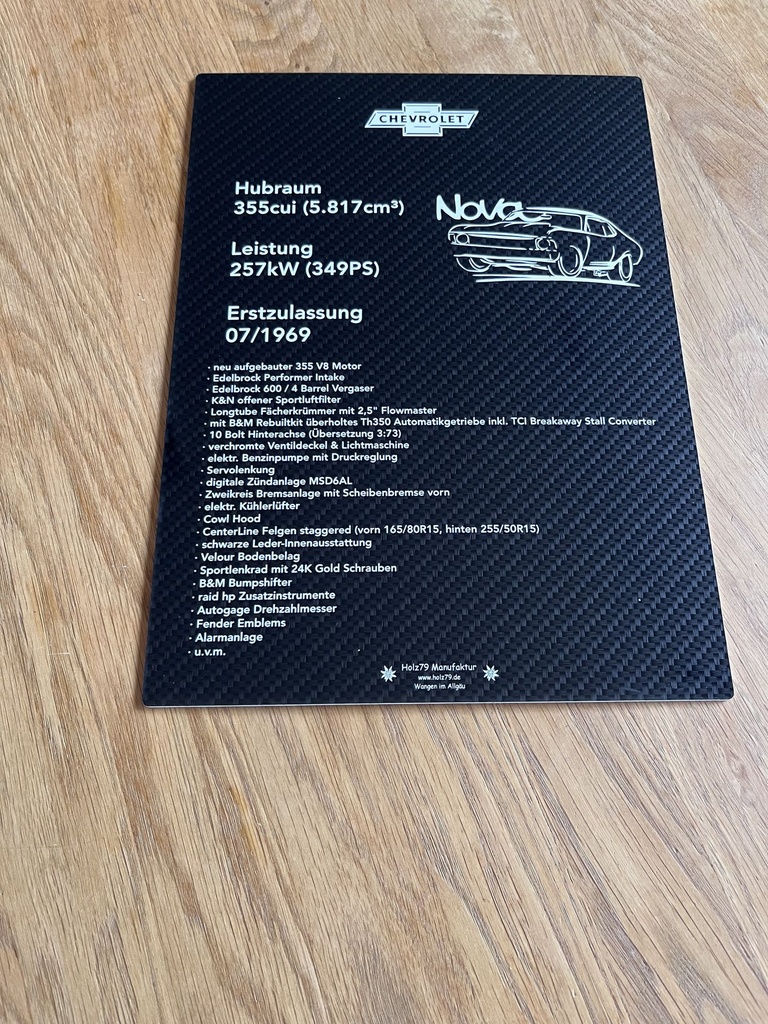 CHEVROLET
Hubraum
355cui (5.817cm³)
Nova
Leistung
257kW (349PS)
Erstzulassung
07/1969
· neu aufgebauter 355 V8 Motor
· Edelbrock Performer Intake
· Edelbrock 600 / 4 Barrel Vergaser
· K&N offener Sportluftfilter
· Longtube Fächerkrümmer mit 2,5" Flowmaster
· mit B&M Rebuiltkit überholtes Th350 Automatikgetriebe inkl. TCI Breakaway Stall Converter
· 10 Bolt Hinterachse (Übersetzung 3:73)
· verchromte Ventildeckel & Lichtmaschine
· elektr. Benzinpumpe mit Druckreglung
· Servolenkung
· digitale Zündanlage MSD6AL
· Zweikreis Bremsanlage mit Scheibenbremse vorn
· elektr. Kühlerlüfter
· Cowl Hood
· CenterLine Felgen staggered (vorn 165/80R15, hinten 255/50R15)
· schwarze Leder-Innenausstattung
· Velour Bodenbelag
· Sportlenkrad mit 24K Gold Schrauben
· B&M Bumpshifter
· raid hp Zusatzinstrumente
· Autogage Drehzahlmesser
· Fender Emblems
· Alarmanlage
· u.v.m.
Holz79 Manufaktur
www.holz79.de
Wangen im Allgäu